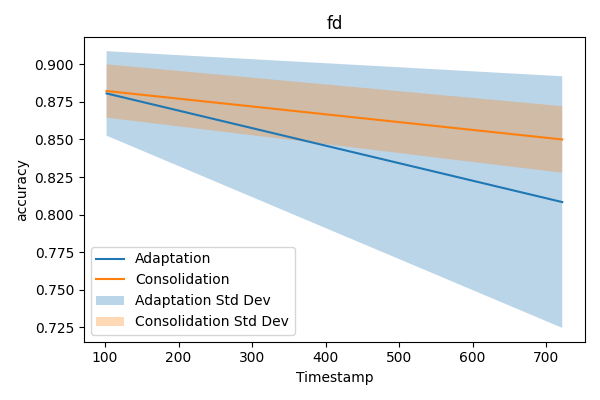 fd
accuracy
0.900
0.875
0.850
0.825
0.800
0.775
0.750
0.725
Adaptation
Consolidation
Adaptation Std Dev
Consolidation Std Dev
100 200 300 400 500 600 700
Timestamp